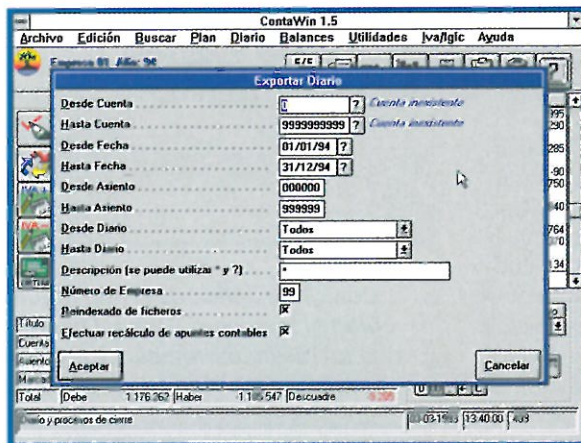 ContaWin 1.5
Archivo Edición Buscar Plan Diario Balances Utilidades Iva/Igic Ayuda
Empresa 01 Año: 94
5/5
Exportar Diario
Desde Cuenta 0 ? Cuenta inexistente
Hasta Cuenta 9999999999 ? Cuenta inexistente
Desde Fecha 01/01/94 ?
Hasta Fecha 31/12/94 ?
Desde Asiento 000000
Hasta Asiento 999999
Desde Diario Todos
Hasta Diario Todos
Descripción (se puede utilizar * y ?) *
Número de Empresa 99
Reindexado de ficheros
Efectuar recálculo de apuntes contables
Aceptar Cancelar
Título
Cuenta
Asiento
Total Debe 1.176.262 Haber Descuadre
Diario y procesos de cierre 13:40:00